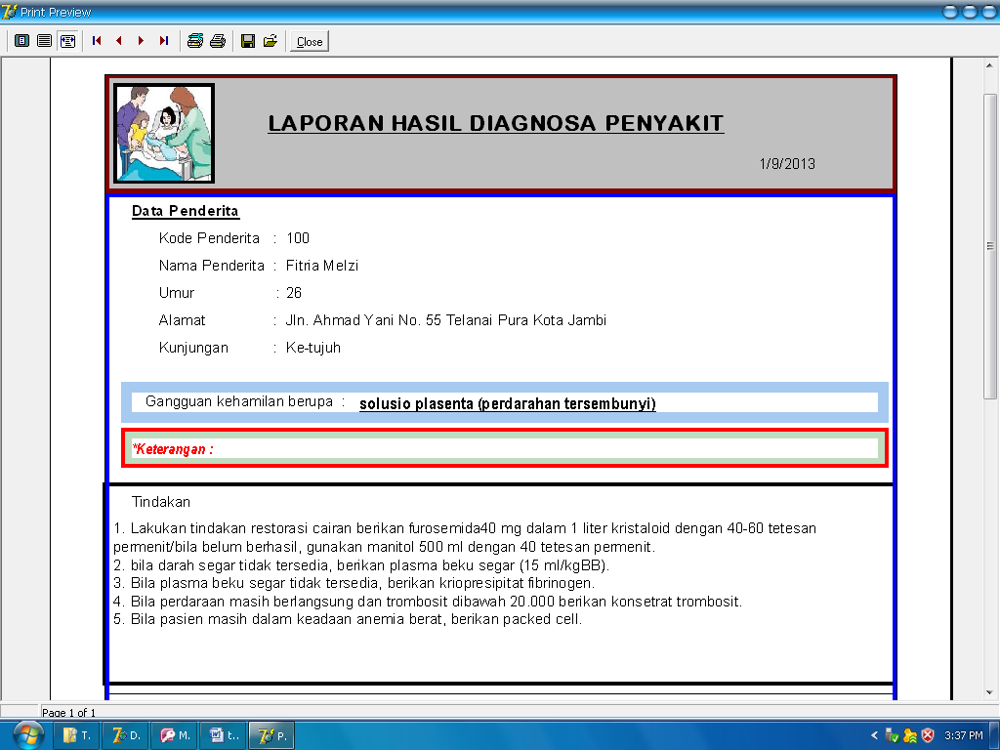 Print Preview
Close
LAPORAN HASIL DIAGNOSA PENYAKIT
1/9/2013
Data Penderita
Kode Penderita : 100
Nama Penderita : Fitria Melzi
Umur : 26
Alamat : Jln. Ahmad Yani No. 55 Telanai Pura Kota Jambi
Kunjungan : Ke-tujuh
Gangguan kehamilan berupa : solusio plasenta (perdarahan tersembunyi)
*Keterangan :
Tindakan
1. Lakukan tindakan restorasi cairan berikan furosemida40 mg dalam 1 liter kristaloid dengan 40-60 tetesan
permenit/bila belum berhasil, gunakan manitol 500 ml dengan 40 tetesan permenit.
2. bila darah segar tidak tersedia, berikan plasma beku segar (15 ml/kgBB).
3. Bila plasma beku segar tidak tersedia, berikan kriopresipitat fibrinogen.
4. Bila perdaraan masih berlangsung dan trombosit dibawah 20.000 berikan konsetrat trombosit.
5. Bila pasien masih dalam keadaan anemia berat, berikan packed cell.
Page 1 of 1
T. D. M. t.. P. 3:37 PM